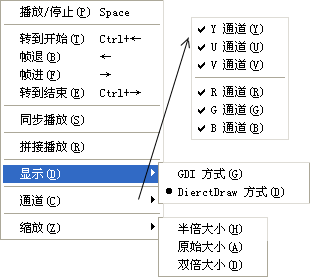 播放/停止(P) Space
转到开始(T) Ctrl+←
帧退(B) ←
帧进(F) →
转到结束(E) Ctrl+→
同步播放(S)
拼接播放(R)
显示(D)
通道(C)
缩放(Z)
✓ Y 通道(Y)
✓ U 通道(U)
✓ V 通道(V)
✓ R 通道(R)
✓ G 通道(G)
✓ B 通道(B)
GDI 方式(G)
● DierctDraw 方式(D)
半倍大小(H)
原始大小(A)
双倍大小(D)